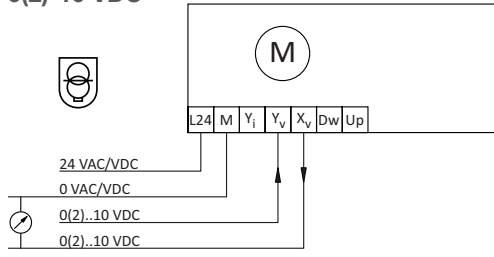 0(2)-10 VDC
M
L24 M Yi Yv Xv Dw Up
24 VAC/VDC
0 VAC/VDC
0(2)..10 VDC
0(2)..10 VDC